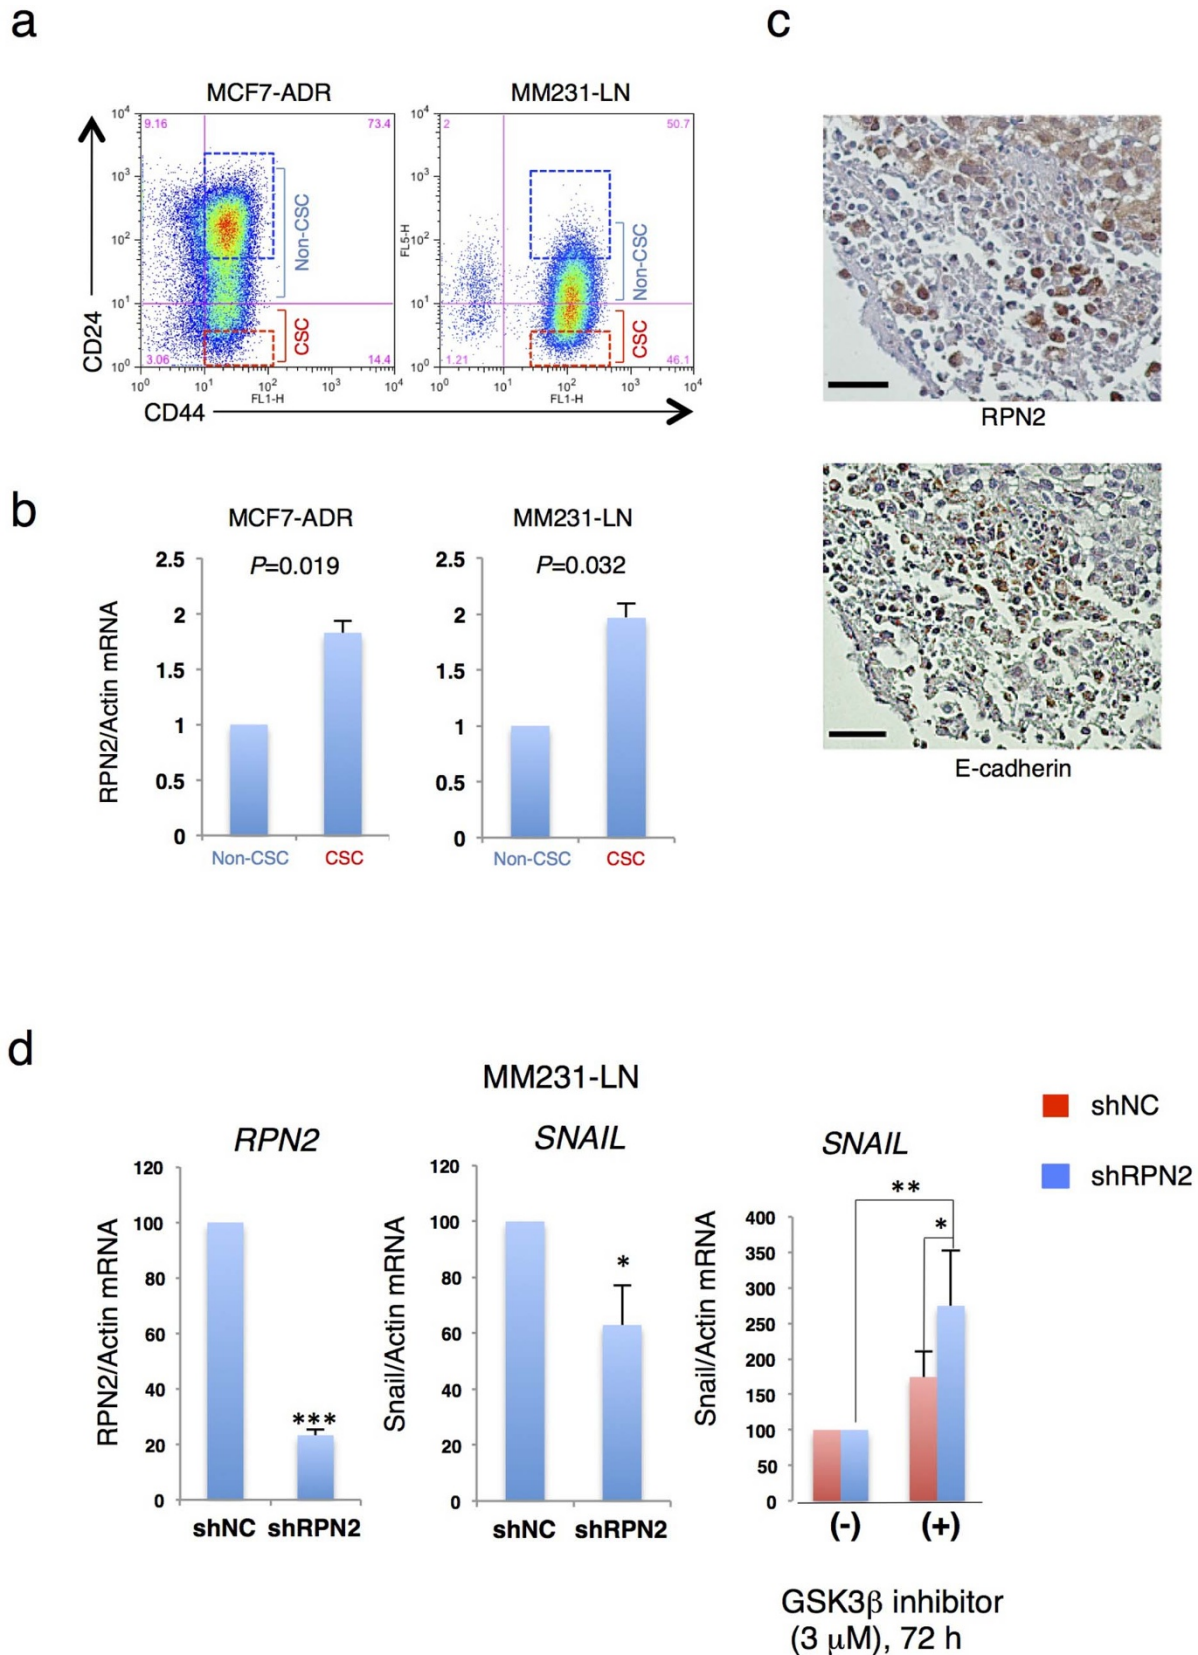 a
MCF7-ADR
MM231-LN
10⁴
10³
10²
10¹
10⁰
9.16
73.4
3.06
14.4
Non-CSC
CSC
CD24
10⁰ 10¹ 10² 10³ 10⁴
FL1-H
10⁴
10³
10²
10¹
10⁰
FL5-H
2
50.7
1.21
46.1
Non-CSC
CSC
10⁰ 10¹ 10² 10³ 10⁴
FL1-H
CD44
b
MCF7-ADR
P=0.019
RPN2/Actin mRNA
2.5
2
1.5
1
0.5
0
Non-CSC CSC
MM231-LN
P=0.032
2.5
2
1.5
1
0.5
0
Non-CSC CSC
c
RPN2
E-cadherin
d
MM231-LN
RPN2
RPN2/Actin mRNA
120
100
80
60
40
20
0
***
shNC shRPN2
SNAIL
Snail/Actin mRNA
120
100
80
60
40
20
0
*
shNC shRPN2
SNAIL
Snail/Actin mRNA
400
350
300
250
200
150
100
50
0
**
*
(-) (+)
GSK3β inhibitor
(3 μM), 72 h
shNC
shRPN2